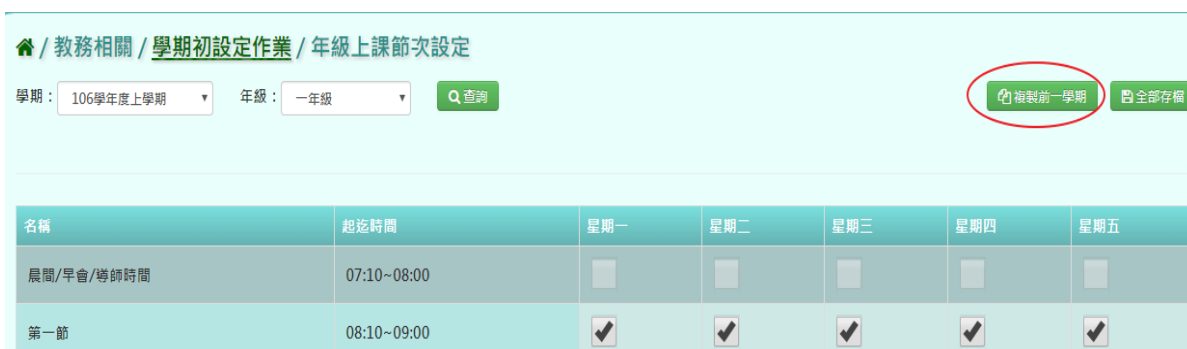 / 教務相關 / 學期初設定作業 / 年級上課節次設定
學期： 106學年度上學期 年級： 一年級 查詢 複製前一學期 全部存檔
名稱 起迄時間 星期一 星期二 星期三 星期四 星期五
晨間/早會/導師時間 07:10~08:00
第一節 08:10~09:00